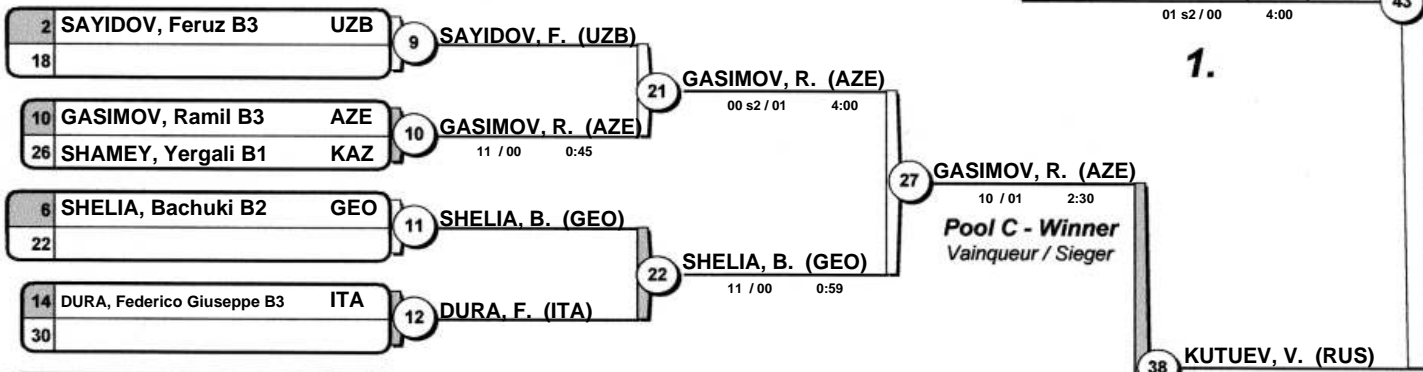 2 SAYIDOV, Feruz B3 UZB
18
9
SAYIDOV, F. (UZB)
10 GASIMOV, Ramil B3 AZE
26 SHAMEY, Yergali B1 KAZ
10
GASIMOV, R. (AZE)
11 / 00 0:45
21
GASIMOV, R. (AZE)
00 s2 / 01 4:00
6 SHELIA, Bachuki B2 GEO
22
11
SHELIA, B. (GEO)
14 DURA, Federico Giuseppe B3 ITA
30
12
DURA, F. (ITA)
22
SHELIA, B. (GEO)
11 / 00 0:59
27
GASIMOV, R. (AZE)
10 / 01 2:30
Pool C - Winner
Vainqueur / Sieger
38
KUTUEV, V. (RUS)
01 s2 / 00 4:00
43
1.